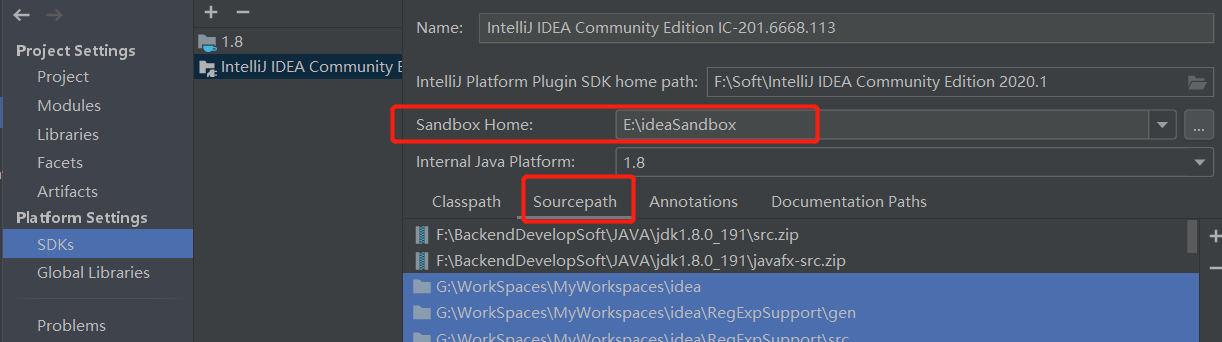 Project Settings
Project
Modules
Libraries
Facets
Artifacts
Platform Settings
SDKs
Global Libraries
Problems
1.8
IntelliJ IDEA Community E
Name: IntelliJ IDEA Community Edition IC-201.6668.113
IntelliJ Platform Plugin SDK home path: F:\Soft\IntelliJ IDEA Community Edition 2020.1
Sandbox Home: E:\ideaSandbox
...
Internal Java Platform: 1.8
Classpath Sourcepath Annotations Documentation Paths
F:\BackendDevelopSoft\JAVA\jdk1.8.0_191\src.zip
F:\BackendDevelopSoft\JAVA\jdk1.8.0_191\javafx-src.zip
G:\WorkSpaces\MyWorkspaces\idea
G:\WorkSpaces\MyWorkspaces\idea\RegExpSupport\gen
G:\WorkSpaces\MyWorkspaces\idea\RegExpSupport\src